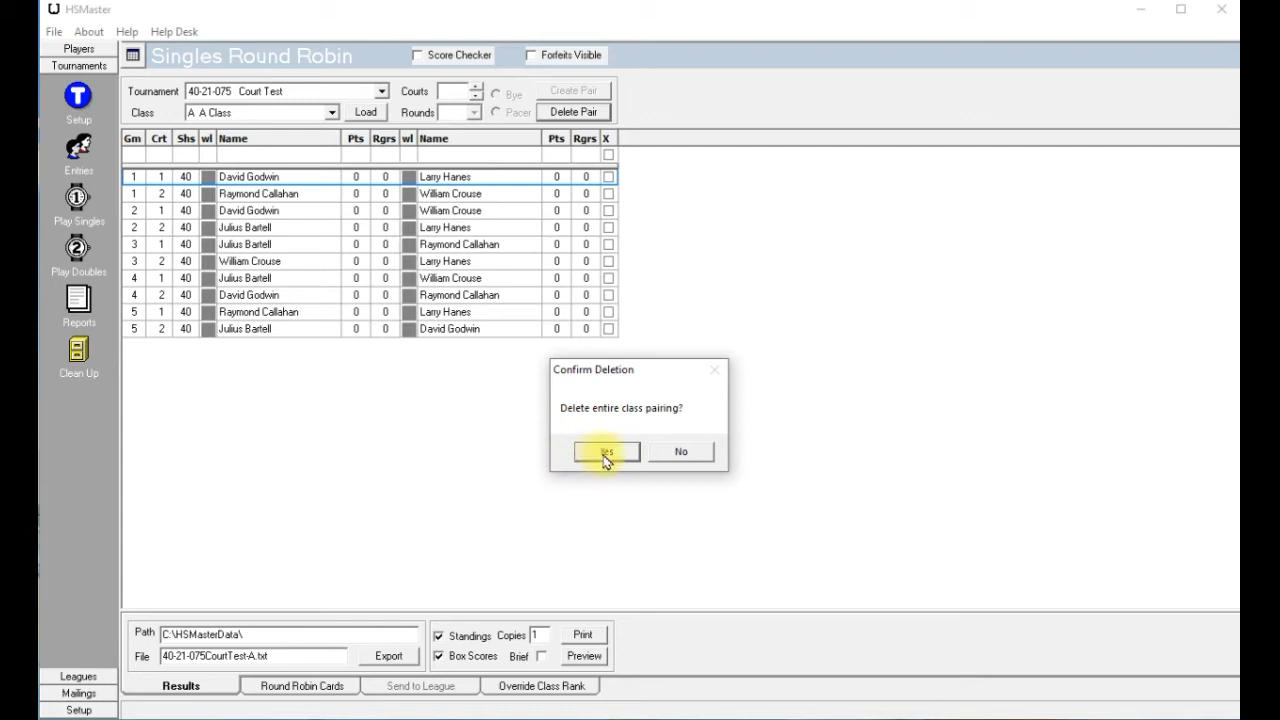 HSMaster
File About Help Help Desk
Players
Tournaments
Setup
Entries
Play Singles
Play Doubles
Reports
Clean Up
Leagues
Mailings
Setup
Singles Round Robin Score Checker Forfeits Visible
Tournament 40-21-075 Court Test Courts Bye Create Pair
Class A A Class Load Rounds Pacer Delete Pair
Gm Crt Shs wl Name Pts Rgrs wl Name Pts Rgrs X
1 1 40 David Godwin 0 0 Larry Hanes 0 0
1 2 40 Raymond Callahan 0 0 William Crouse 0 0
2 1 40 David Godwin 0 0 William Crouse 0 0
2 2 40 Julius Bartell 0 0 Larry Hanes 0 0
3 1 40 Julius Bartell 0 0 Raymond Callahan 0 0
3 2 40 William Crouse 0 0 Larry Hanes 0 0
4 1 40 Julius Bartell 0 0 William Crouse 0 0
4 2 40 David Godwin 0 0 Raymond Callahan 0 0
5 1 40 Raymond Callahan 0 0 Larry Hanes 0 0
5 2 40 Julius Bartell 0 0 David Godwin 0 0
Confirm Deletion
Delete entire class pairing?
Yes No
Path C:\HSMasterData\ Standings Copies 1 Print
File 40-21-075CourtTest-A.txt Export Box Scores Brief Preview
Results Round Robin Cards Send to League Override Class Rank